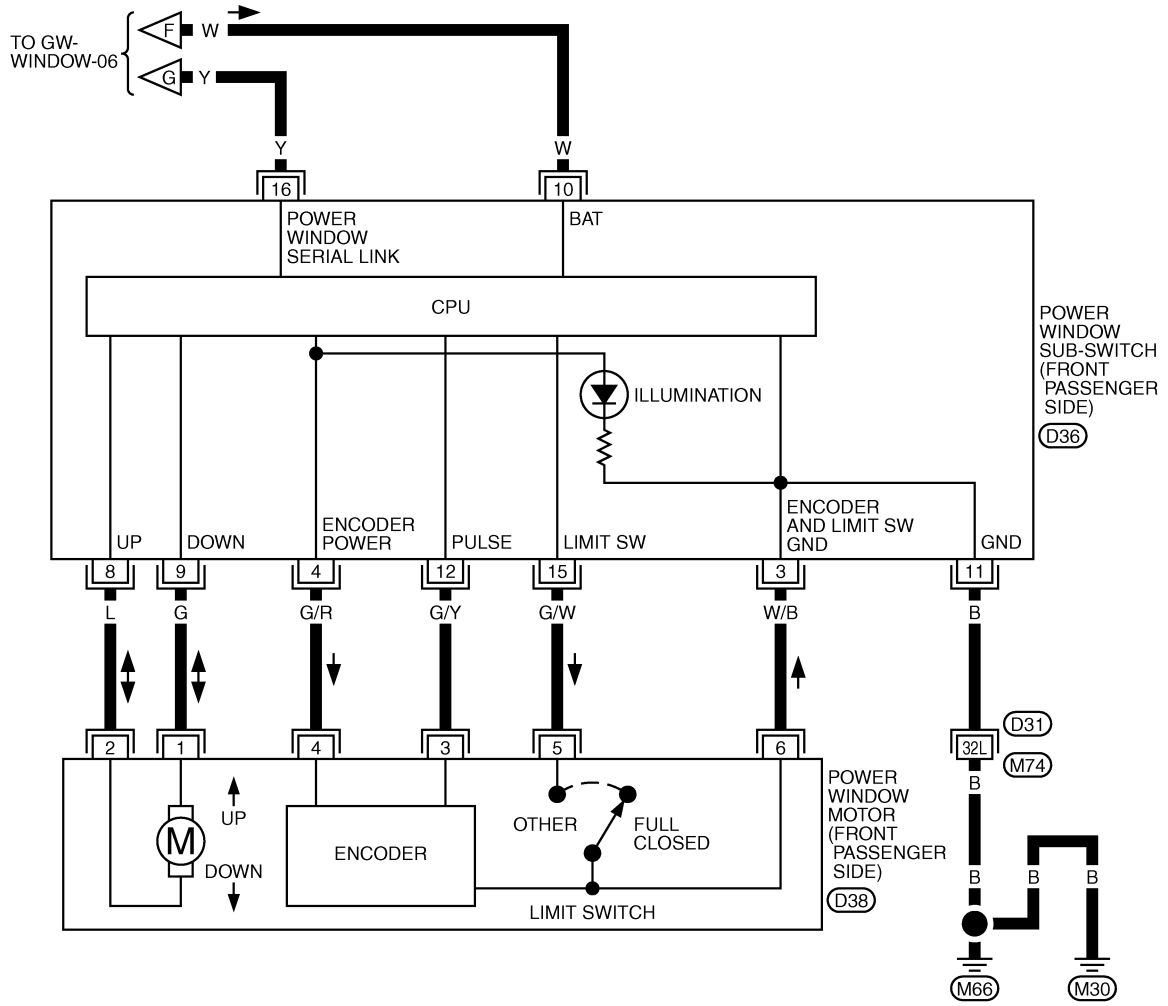 TO GW-
WINDOW-06
F W
G Y
Y
W
16
10
POWER
WINDOW
SERIAL LINK
BAT
CPU
ILLUMINATION
POWER
WINDOW
SUB-SWITCH
(FRONT
PASSENGER
SIDE)
D36
UP
DOWN
ENCODER
POWER
PULSE
LIMIT SW
ENCODER
AND LIMIT SW
GND
GND
8 9 4 12 15 3 11
L G G/R G/Y G/W W/B B
D31
2 1 4 3 5 6 32L
M74
B
UP
DOWN
M
ENCODER
OTHER
FULL
CLOSED
LIMIT SWITCH
POWER
WINDOW
MOTOR
(FRONT
PASSENGER
SIDE)
D38
B B B
M66 M30